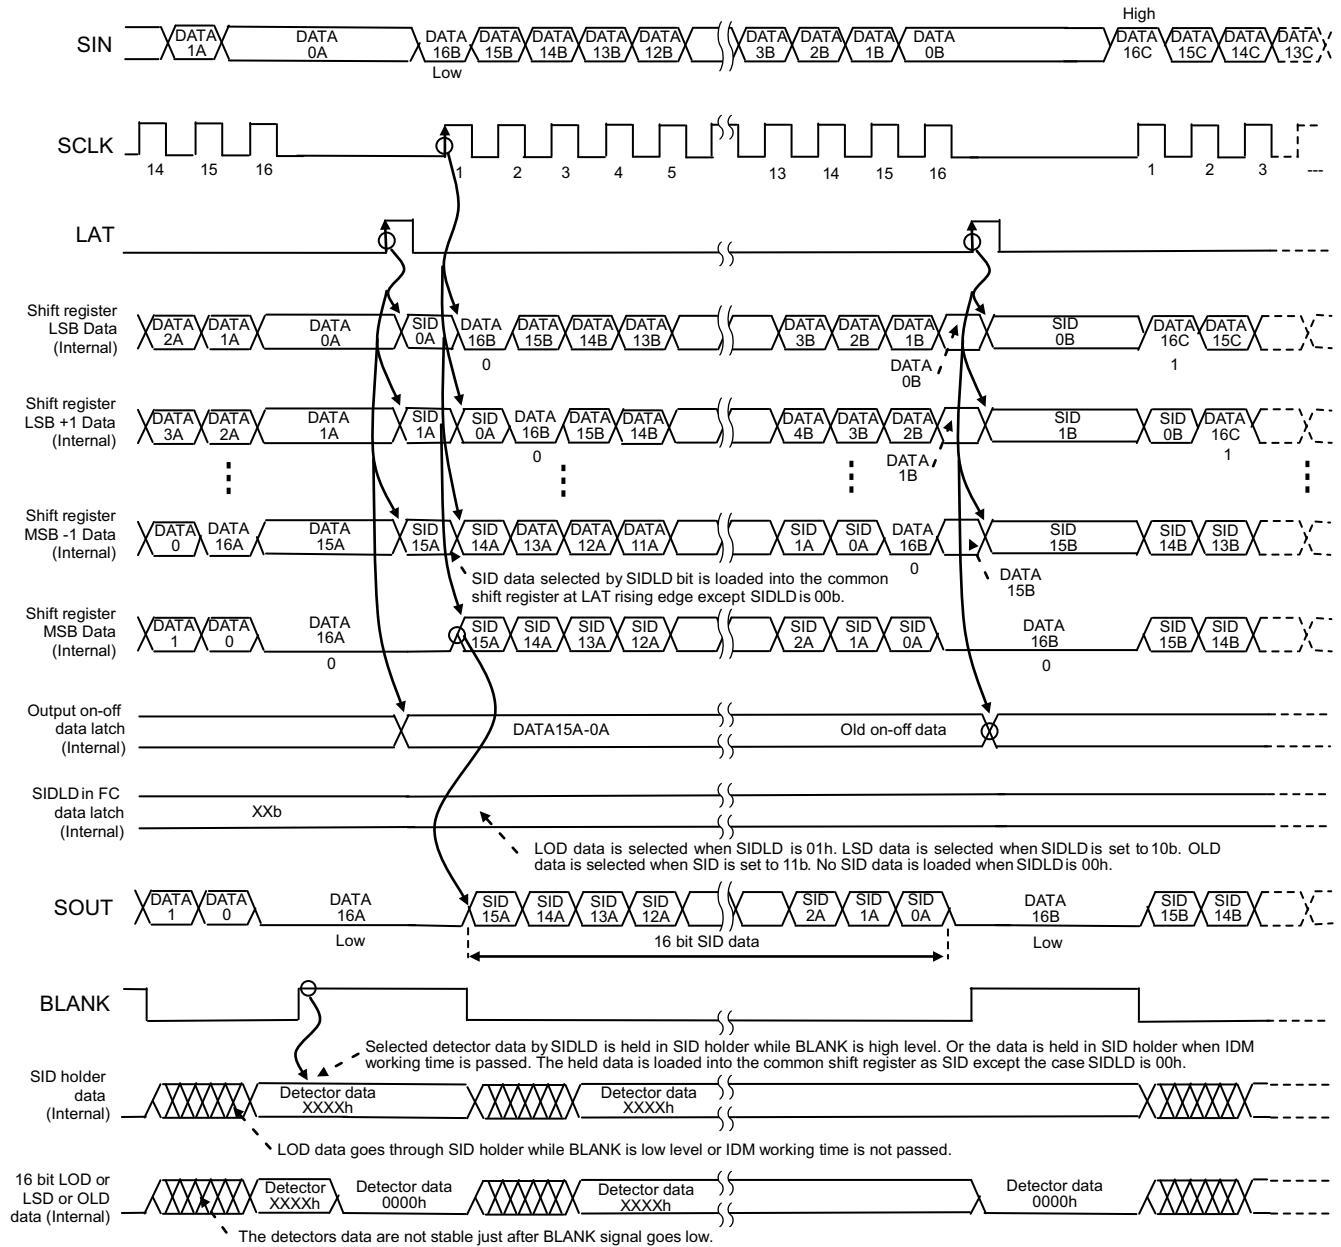 High
SIN
DATA 1A
DATA 0A
DATA 16B
DATA 15B
DATA 14B
DATA 13B
DATA 12B
DATA 3B
DATA 2B
DATA 1B
DATA 0B
DATA 16C
DATA 15C
DATA 14C
DATA 13C
Low
SCLK
14 15 16 1 2 3 4 5 13 14 15 16 1 2 3 ---
LAT
Shift register
LSB Data
(Internal)
DATA 2A
DATA 1A
DATA 0A
SID 0A
DATA 16B
DATA 15B
DATA 14B
DATA 13B
DATA 3B
DATA 2B
DATA 1B
SID 0B
DATA 16C
DATA 15C
0
DATA 0B
1
Shift register
LSB +1 Data
(Internal)
DATA 3A
DATA 2A
DATA 1A
SID 1A
SID 0A
DATA 16B
DATA 15B
DATA 14B
DATA 4B
DATA 3B
DATA 2B
SID 1B
SID 0B
DATA 16C
0
DATA 1B
1
Shift register
MSB -1 Data
(Internal)
DATA 0
DATA 16A
DATA 15A
SID 15A
SID 14A
DATA 13A
DATA 12A
DATA 11A
SID 1A
SID 0A
DATA 16B
SID 15B
SID 14B
SID 13B
0
DATA 15B
SID data selected by SIDLD bit is loaded into the common
shift register at LAT rising edge except SIDLD is 00b.
Shift register
MSB Data
(Internal)
DATA 1
DATA 0
DATA 16A
SID 15A
SID 14A
SID 13A
SID 12A
SID 2A
SID 1A
SID 0A
DATA 16B
SID 15B
SID 14B
0
0
Output on-off
data latch
(Internal)
DATA15A-0A
Old on-off data
SIDLD in FC
data latch
(Internal)
XXb
LOD data is selected when SIDLD is 01h. LSD data is selected when SIDLD is set to 10b. OLD
data is selected when SID is set to 11b. No SID data is loaded when SIDLD is 00h.
SOUT
DATA 1
DATA 0
DATA 16A
SID 15A
SID 14A
SID 13A
SID 12A
SID 2A
SID 1A
SID 0A
DATA 16B
SID 15B
SID 14B
Low
16 bit SID data
Low
BLANK
Selected detector data by SIDLD is held in SID holder while BLANK is high level. Or the data is held in SID holder when IDM
working time is passed. The held data is loaded into the common shift register as SID except the case SIDLD is 00h.
SID holder
data
(Internal)
Detector data
XXXXh
Detector data
XXXXh
LOD data goes through SID holder while BLANK is low level or IDM working time is not passed.
16 bit LOD or
LSD or OLD
data (Internal)
Detector
XXXXh
Detector data
0000h
Detector data
XXXXh
Detector data
0000h
The detectors data are not stable just after BLANK signal goes low.